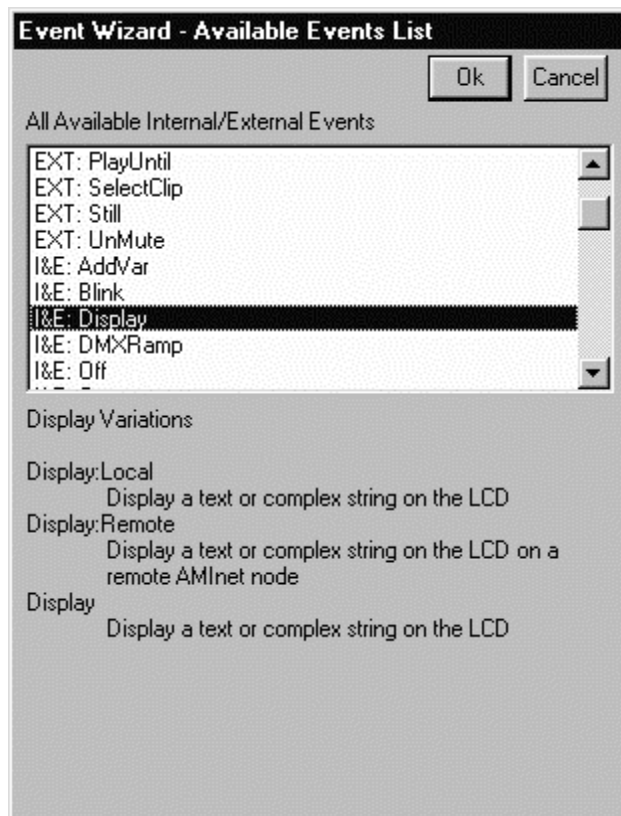 Event Wizard - Available Events List
Ok Cancel
All Available Internal/External Events
EXT: PlayUntil
EXT: SelectClip
EXT: Still
EXT: UnMute
I&E: AddVar
I&E: Blink
I&E: Display
I&E: DMXRamp
I&E: Off
Display Variations
Display:Local
Display a text or complex string on the LCD
Display:Remote
Display a text or complex string on the LCD on a
remote AMInet node
Display
Display a text or complex string on the LCD